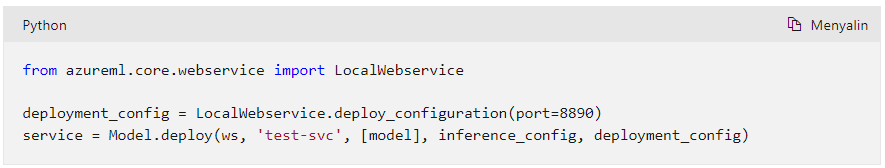 Python
Menyalin
from azureml.core.webservice import LocalWebservice
deployment_config = LocalWebservice.deploy_configuration(port=8890)
service = Model.deploy(ws, 'test-svc', [model], inference_config, deployment_config)